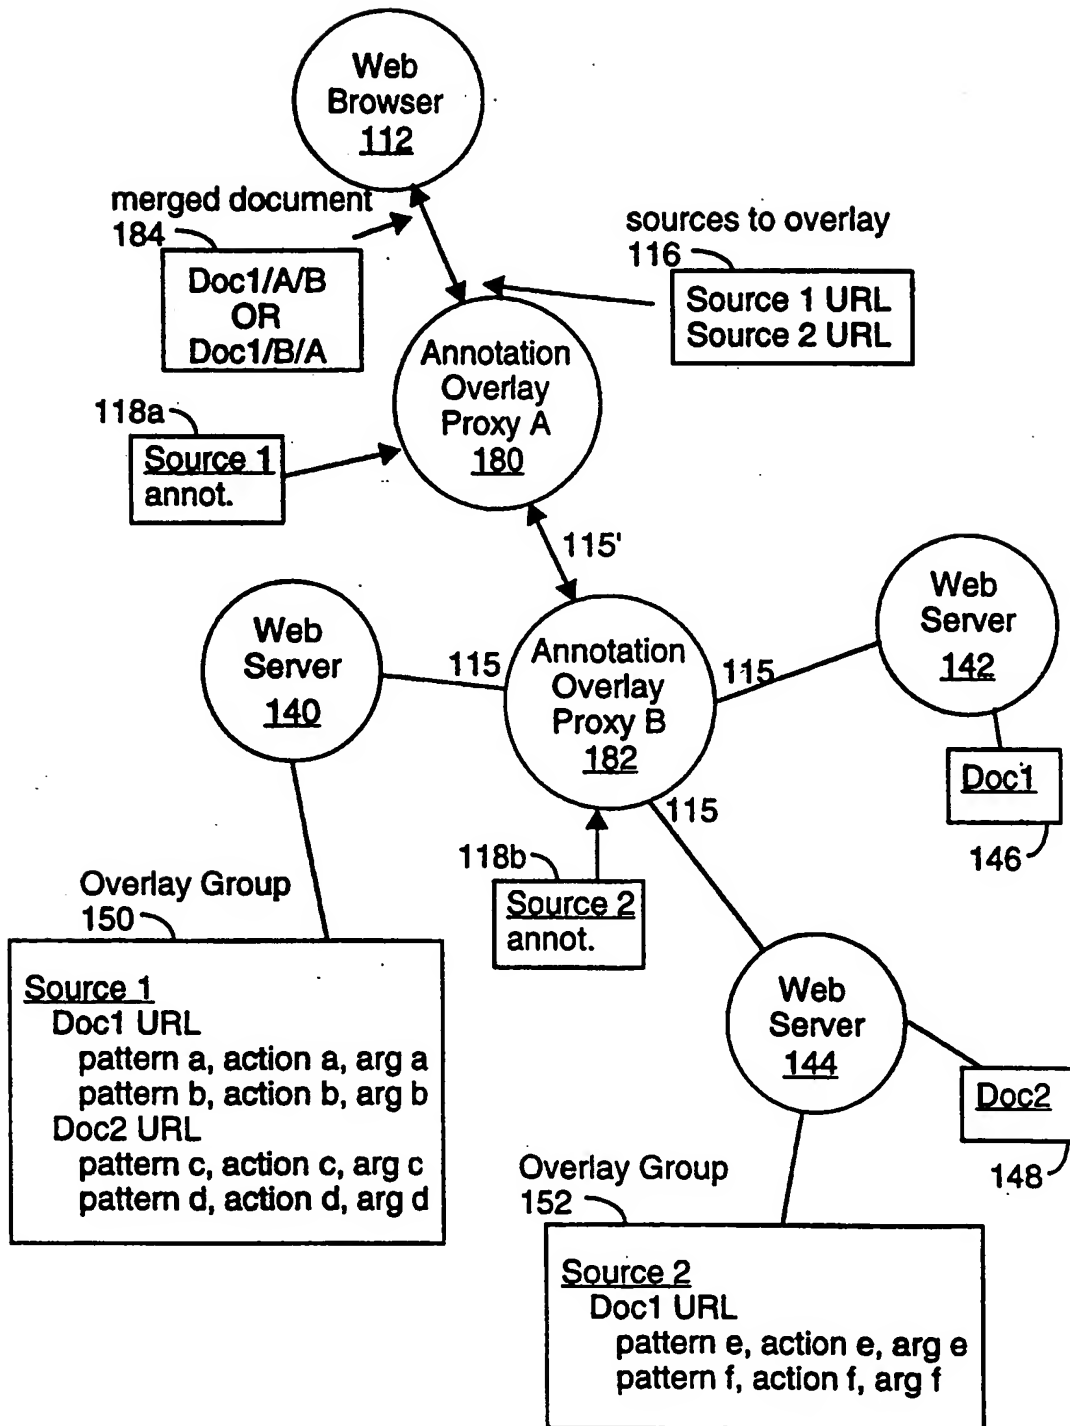 Web
Browser
112
merged document
184
Doc1/A/B
OR
Doc1/B/A
sources to overlay
116
Source 1 URL
Source 2 URL
Annotation
Overlay
Proxy A
180
118a
Source 1
annot.
115'
Web
Server
140
115
Annotation
Overlay
Proxy B
182
115
Web
Server
142
Doc1
146
115
118b
Source 2
annot.
Overlay Group
150
Source 1
Doc1 URL
pattern a, action a, arg a
pattern b, action b, arg b
Doc2 URL
pattern c, action c, arg c
pattern d, action d, arg d
Web
Server
144
Doc2
148
Overlay Group
152
Source 2
Doc1 URL
pattern e, action e, arg e
pattern f, action f, arg f